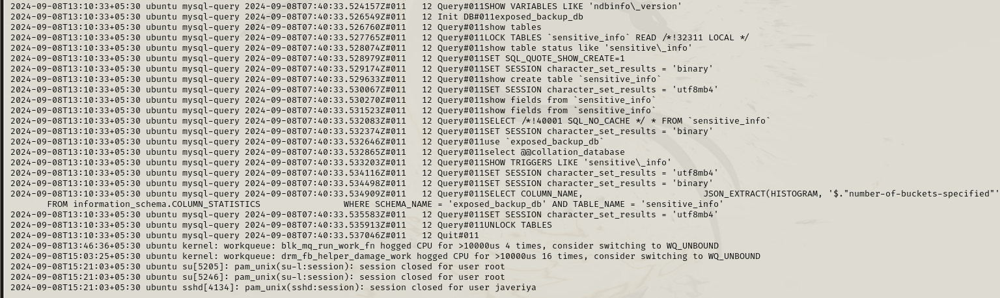 2024-09-08T13:10:33+05:30 ubuntu mysql-query 2024-09-08T07:40:33.524157Z#011   12 Query#011SHOW VARIABLES LIKE 'ndbinfo\_version'
2024-09-08T13:10:33+05:30 ubuntu mysql-query 2024-09-08T07:40:33.526549Z#011   12 Init DB#011exposed_backup_db
2024-09-08T13:10:33+05:30 ubuntu mysql-query 2024-09-08T07:40:33.526760Z#011   12 Query#011show tables
2024-09-08T13:10:33+05:30 ubuntu mysql-query 2024-09-08T07:40:33.527765Z#011   12 Query#011LOCK TABLES `sensitive_info` READ /*!32311 LOCAL */
2024-09-08T13:10:33+05:30 ubuntu mysql-query 2024-09-08T07:40:33.528074Z#011   12 Query#011show table status like 'sensitive\_info'
2024-09-08T13:10:33+05:30 ubuntu mysql-query 2024-09-08T07:40:33.528979Z#011   12 Query#011SET SQL_QUOTE_SHOW_CREATE=1
2024-09-08T13:10:33+05:30 ubuntu mysql-query 2024-09-08T07:40:33.529174Z#011   12 Query#011SET SESSION character_set_results = 'binary'
2024-09-08T13:10:33+05:30 ubuntu mysql-query 2024-09-08T07:40:33.529633Z#011   12 Query#011show create table `sensitive_info`
2024-09-08T13:10:33+05:30 ubuntu mysql-query 2024-09-08T07:40:33.530067Z#011   12 Query#011SET SESSION character_set_results = 'utf8mb4'
2024-09-08T13:10:33+05:30 ubuntu mysql-query 2024-09-08T07:40:33.530270Z#011   12 Query#011show fields from `sensitive_info`
2024-09-08T13:10:33+05:30 ubuntu mysql-query 2024-09-08T07:40:33.531523Z#011   12 Query#011show fields from `sensitive_info`
2024-09-08T13:10:33+05:30 ubuntu mysql-query 2024-09-08T07:40:33.532083Z#011   12 Query#011SELECT /*!40001 SQL_NO_CACHE */ * FROM `sensitive_info`
2024-09-08T13:10:33+05:30 ubuntu mysql-query 2024-09-08T07:40:33.532374Z#011   12 Query#011SET SESSION character_set_results = 'binary'
2024-09-08T13:10:33+05:30 ubuntu mysql-query 2024-09-08T07:40:33.532646Z#011   12 Query#011use `exposed_backup_db`
2024-09-08T13:10:33+05:30 ubuntu mysql-query 2024-09-08T07:40:33.532865Z#011   12 Query#011select @@collation_database
2024-09-08T13:10:33+05:30 ubuntu mysql-query 2024-09-08T07:40:33.533203Z#011   12 Query#011SHOW TRIGGERS LIKE 'sensitive\_info'
2024-09-08T13:10:33+05:30 ubuntu mysql-query 2024-09-08T07:40:33.534116Z#011   12 Query#011SET SESSION character_set_results = 'utf8mb4'
2024-09-08T13:10:33+05:30 ubuntu mysql-query 2024-09-08T07:40:33.534498Z#011   12 Query#011SET SESSION character_set_results = 'binary'
2024-09-08T13:10:33+05:30 ubuntu mysql-query 2024-09-08T07:40:33.534909Z#011   12 Query#011SELECT COLUMN_NAME,                       JSON_EXTRACT(HISTOGRAM, '$."number-of-buckets-specified"'
       FROM information_schema.COLUMN_STATISTICS                WHERE SCHEMA_NAME = 'exposed_backup_db' AND TABLE_NAME = 'sensitive_info'
2024-09-08T13:10:33+05:30 ubuntu mysql-query 2024-09-08T07:40:33.535583Z#011   12 Query#011SET SESSION character_set_results = 'utf8mb4'
2024-09-08T13:10:33+05:30 ubuntu mysql-query 2024-09-08T07:40:33.535913Z#011   12 Query#011UNLOCK TABLES
2024-09-08T13:10:33+05:30 ubuntu mysql-query 2024-09-08T07:40:33.537046Z#011   12 Quit#011
2024-09-08T13:46:36+05:30 ubuntu kernel: workqueue: blk_mq_run_work_fn hogged CPU for >10000us 4 times, consider switching to WQ_UNBOUND
2024-09-08T15:03:25+05:30 ubuntu kernel: workqueue: drm_fb_helper_damage_work hogged CPU for >10000us 16 times, consider switching to WQ_UNBOUND
2024-09-08T15:21:03+05:30 ubuntu su[5205]: pam_unix(su-l:session): session closed for user root
2024-09-08T15:21:03+05:30 ubuntu su[5246]: pam_unix(su-l:session): session closed for user root
2024-09-08T15:21:03+05:30 ubuntu sshd[4134]: pam_unix(sshd:session): session closed for user javeriya